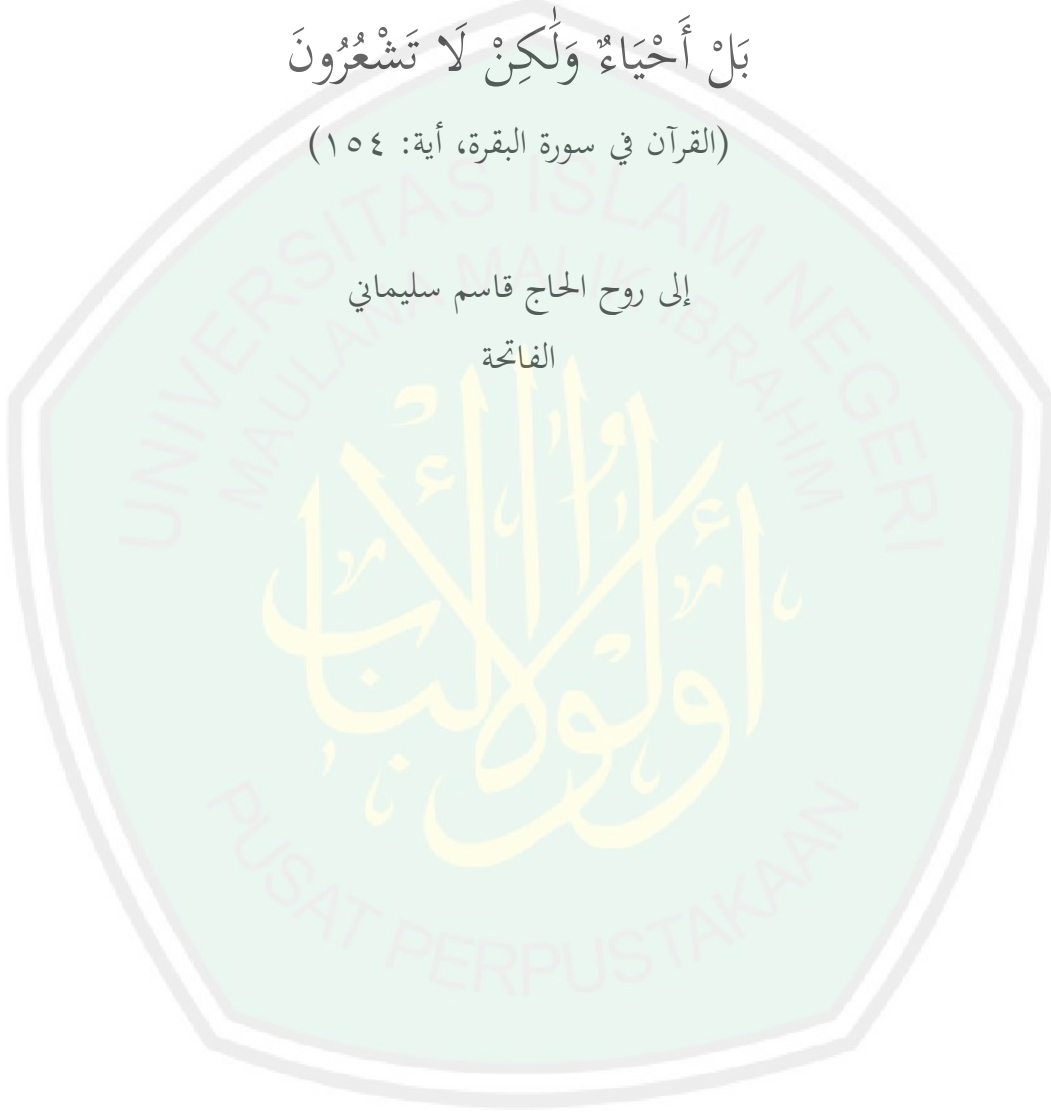 بَلْ أَحْيَاءٌ وَلَٰكِنْ لَا تَشْعُرُونَ
(القرآن في سورة البقرة، أية: ١٥٤)
إلى روح الحاج قاسم سليماني
الفاتحة
UNIVERSITAS ISLAM NEGERI
MAULANA MALIK IBRAHIM
أولوا الألباب
PUSAT PERPUSTAKAAN